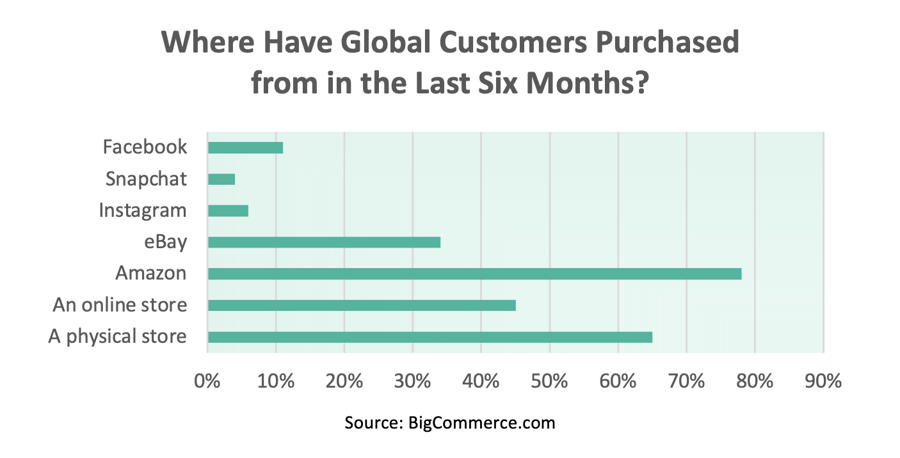 Where Have Global Customers Purchased
from in the Last Six Months?
Facebook
Snapchat
Instagram
eBay
Amazon
An online store
A physical store
0% 10% 20% 30% 40% 50% 60% 70% 80% 90%
Source: BigCommerce.com